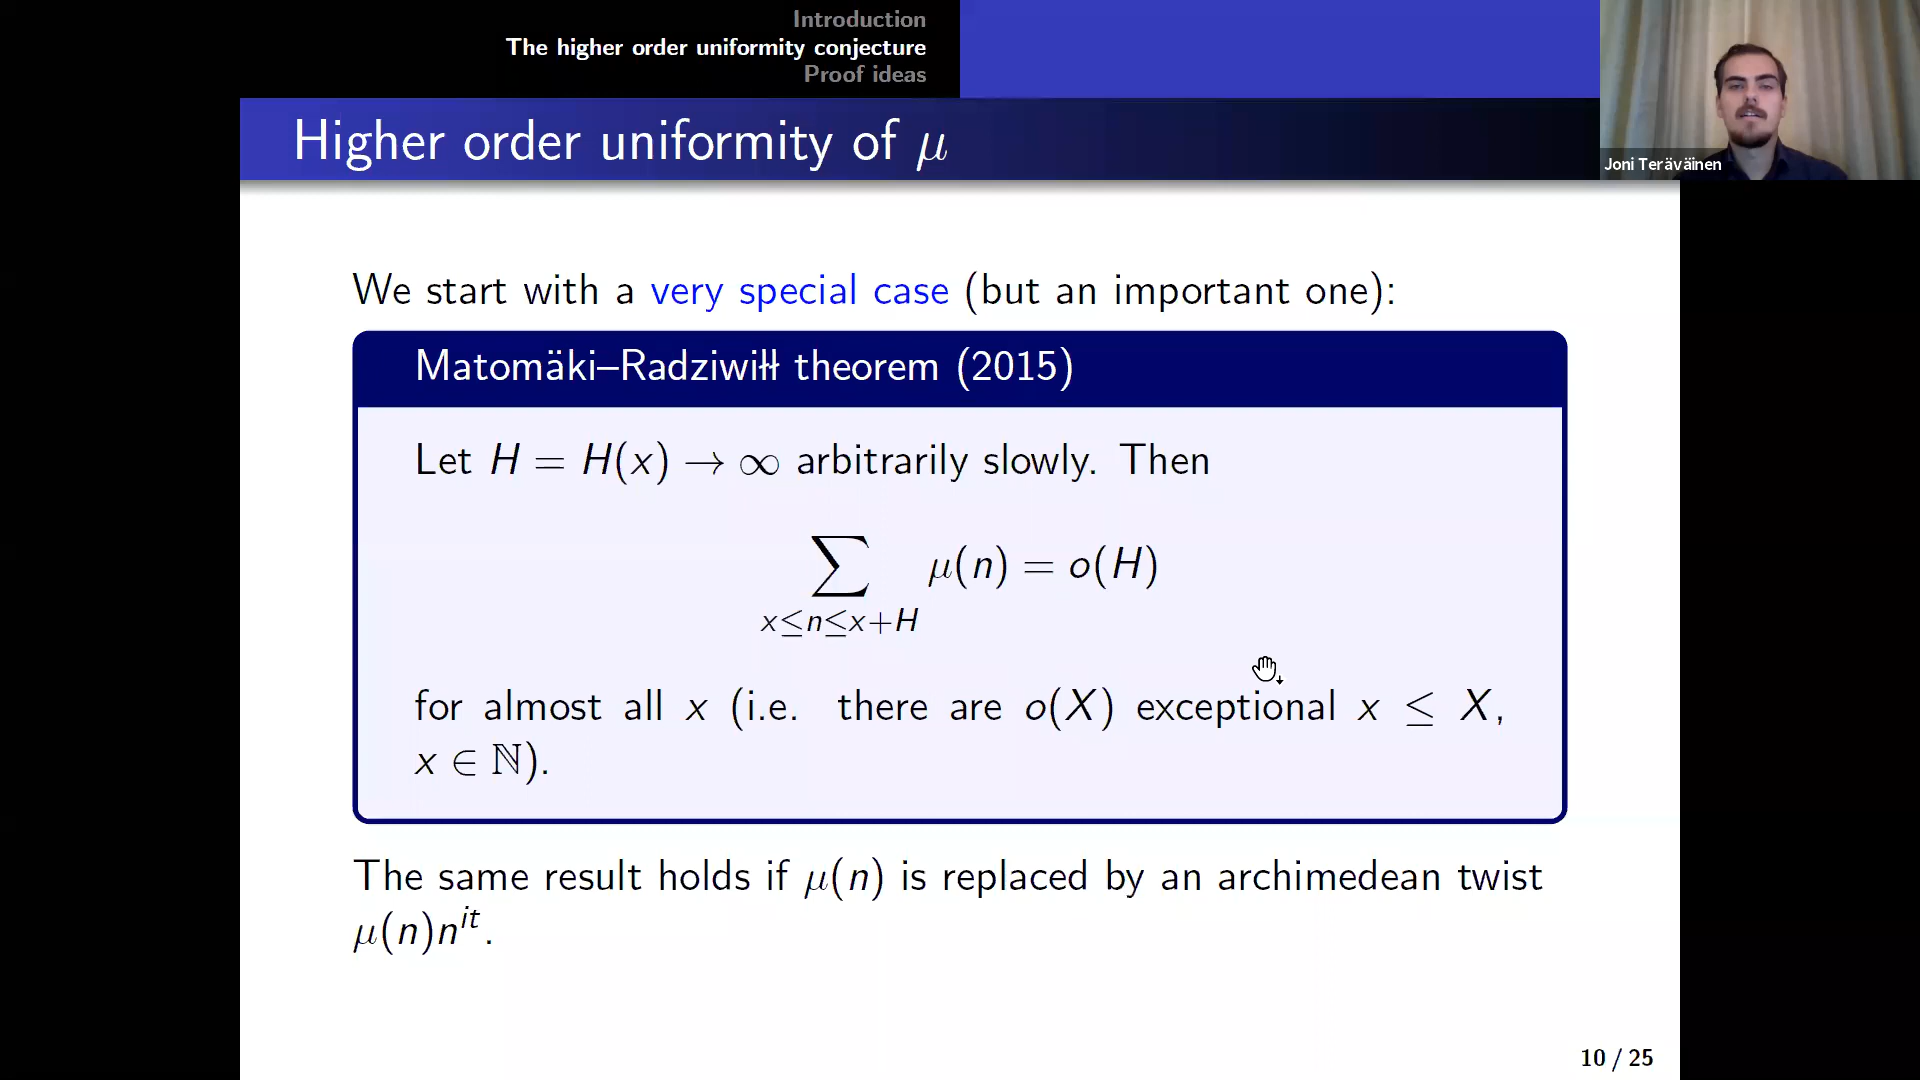 Introduction
The higher order uniformity conjecture
Proof ideas
Higher order uniformity of μ
Joni Teräväinen
We start with a very special case (but an important one):
Matomäki–Radziwiłł theorem (2015)
Let H = H(x) → ∞ arbitrarily slowly. Then
∑ μ(n) = o(H)
x≤n≤x+H
for almost all x (i.e. there are o(X) exceptional x ≤ X,
x ∈ ℕ).
The same result holds if μ(n) is replaced by an archimedean twist
μ(n)n^{it}.
10 / 25